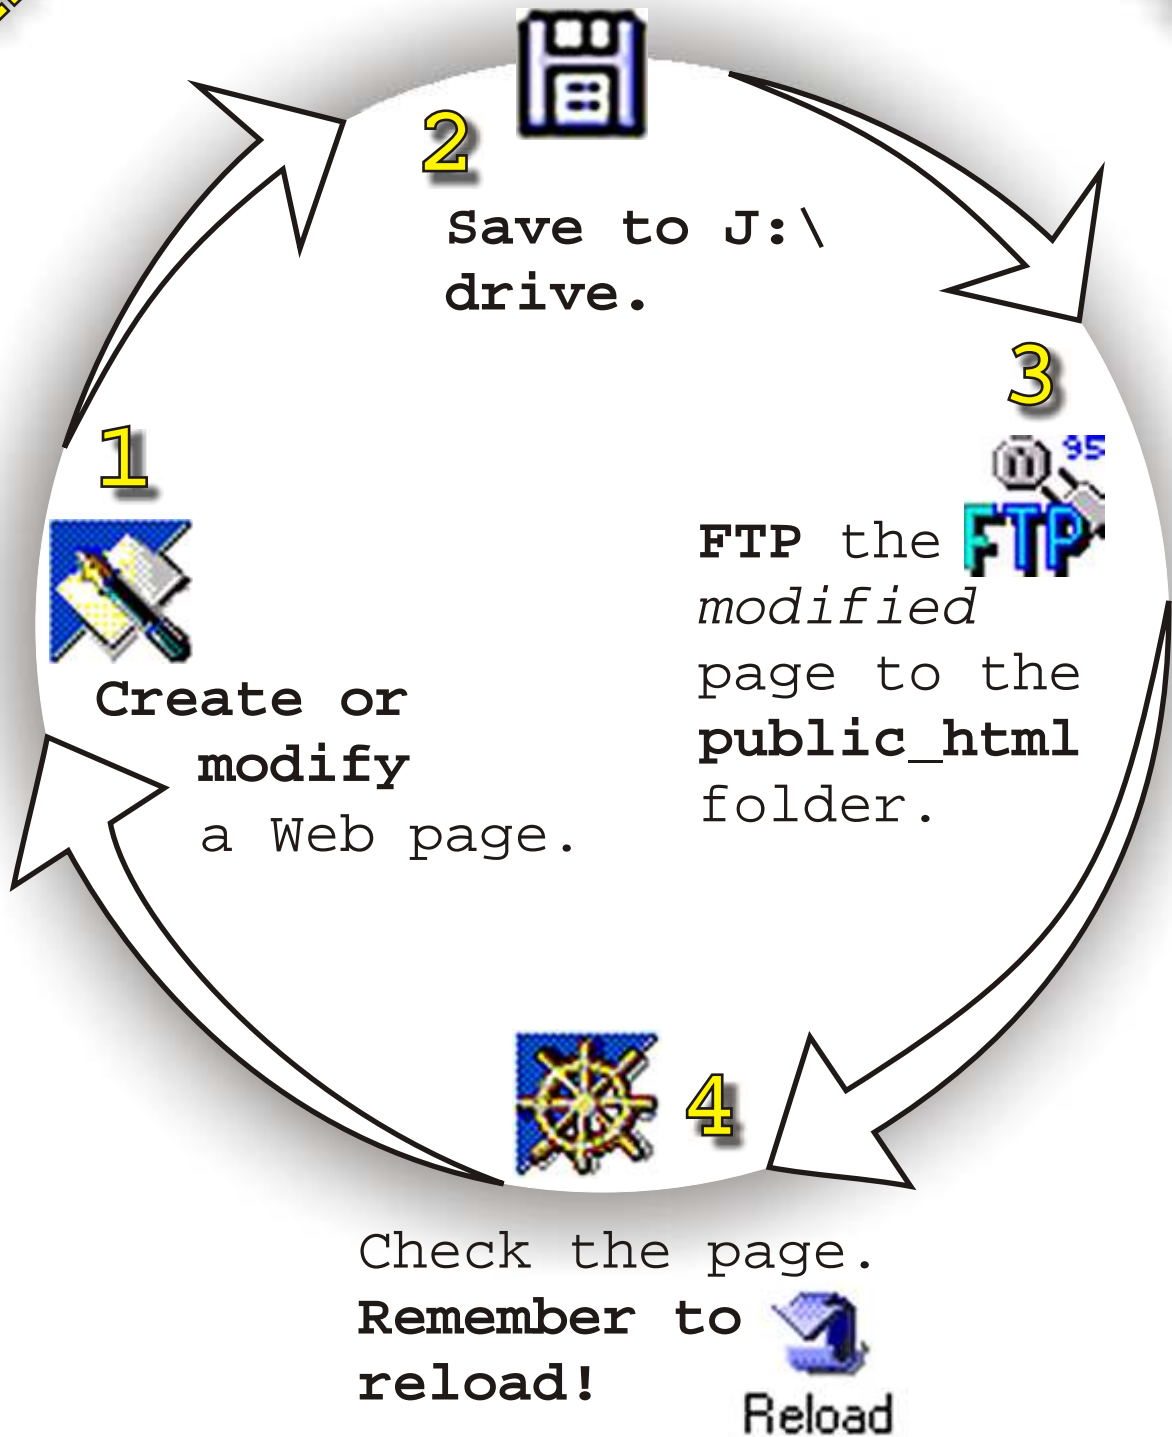 1
Create or
modify
a Web page.
2
Save to J:\
drive.
3
95
FTP
FTP the
modified
page to the
public_html
folder.
4
Check the page.
Remember to
reload!
Reload